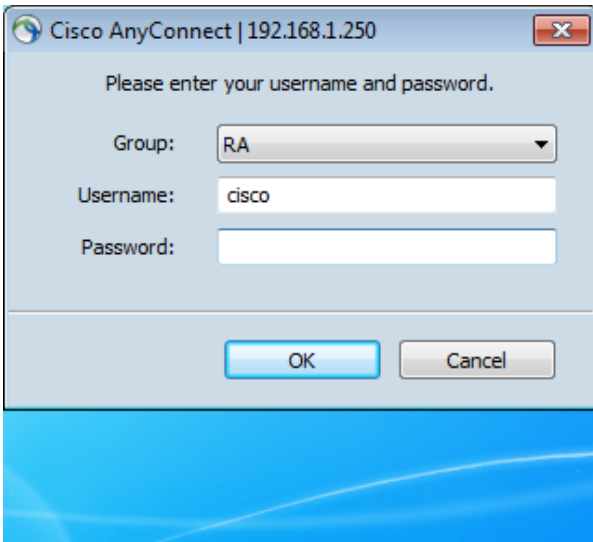 Cisco AnyConnect | 192.168.1.250
Please enter your username and password.
Group: RA
Username: cisco
Password:
OK Cancel